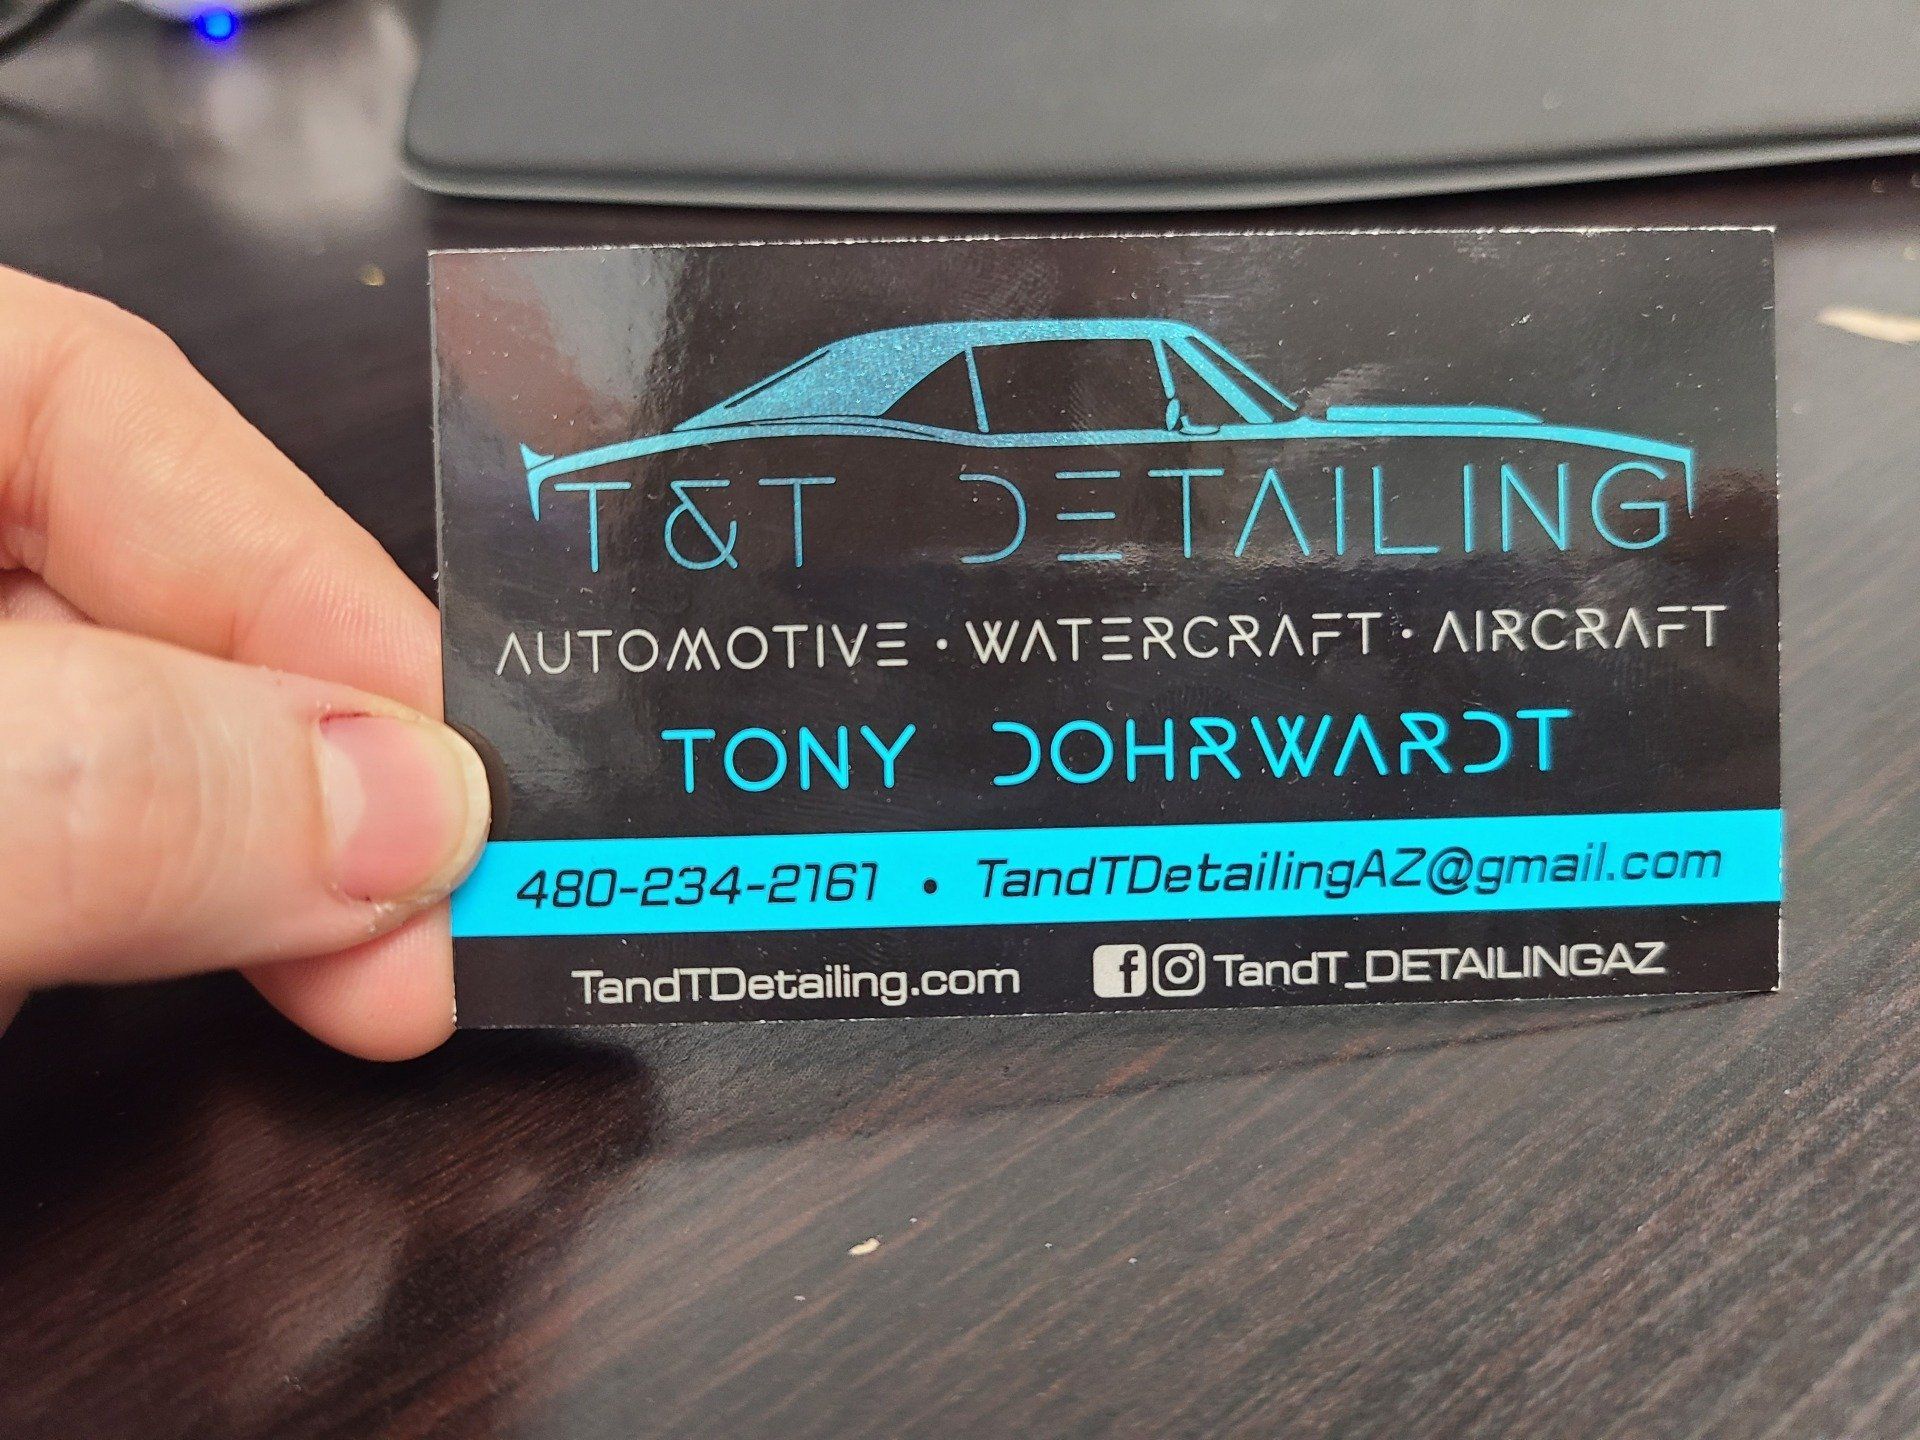 T&T DETAILING
AUTOMOTIVE • WATERCRAFT • AIRCRAFT
TONY DOHRWARDT
480-234-2161 • TandTDetailingAZ@gmail.com
TandTDetailing.com TandT_DETAILINGAZ